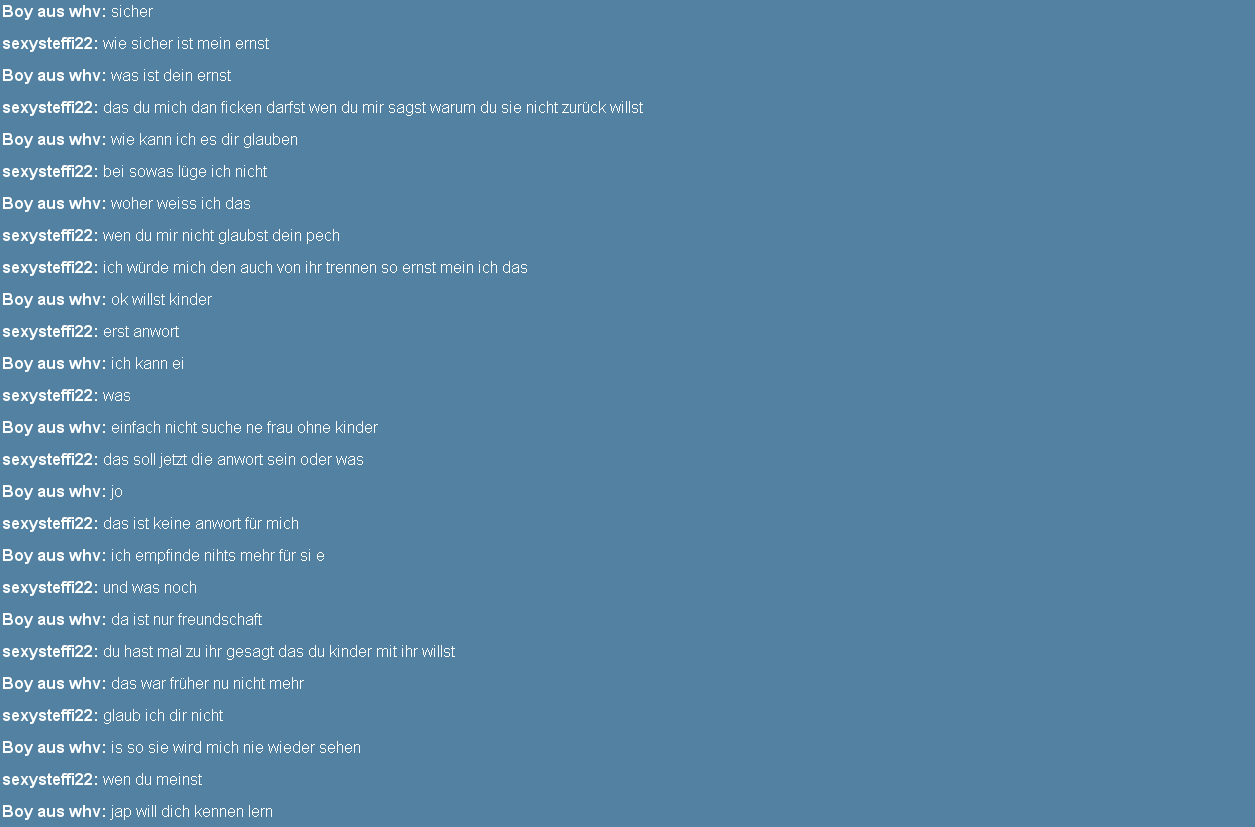 Boy aus whv: sicher
sexysteffi22: wie sicher ist mein ernst
Boy aus whv: was ist dein ernst
sexysteffi22: das du mich dan ficken darfst wen du mir sagst warum du sie nicht zurück willst
Boy aus whv: wie kann ich es dir glauben
sexysteffi22: bei sowas lüge ich nicht
Boy aus whv: woher weiss ich das
sexysteffi22: wen du mir nicht glaubst dein pech
sexysteffi22: ich würde mich den auch von ihr trennen so ernst mein ich das
Boy aus whv: ok willst kinder
sexysteffi22: erst anwort
Boy aus whv: ich kann ei
sexysteffi22: was
Boy aus whv: einfach nicht suche ne frau ohne kinder
sexysteffi22: das soll jetzt die anwort sein oder was
Boy aus whv: jo
sexysteffi22: das ist keine anwort für mich
Boy aus whv: ich empfinde nihts mehr für si e
sexysteffi22: und was noch
Boy aus whv: da ist nur freundschaft
sexysteffi22: du hast mal zu ihr gesagt das du kinder mit ihr willst
Boy aus whv: das war früher nu nicht mehr
sexysteffi22: glaub ich dir nicht
Boy aus whv: is so sie wird mich nie wieder sehen
sexysteffi22: wen du meinst
Boy aus whv: jap will dich kennen lern